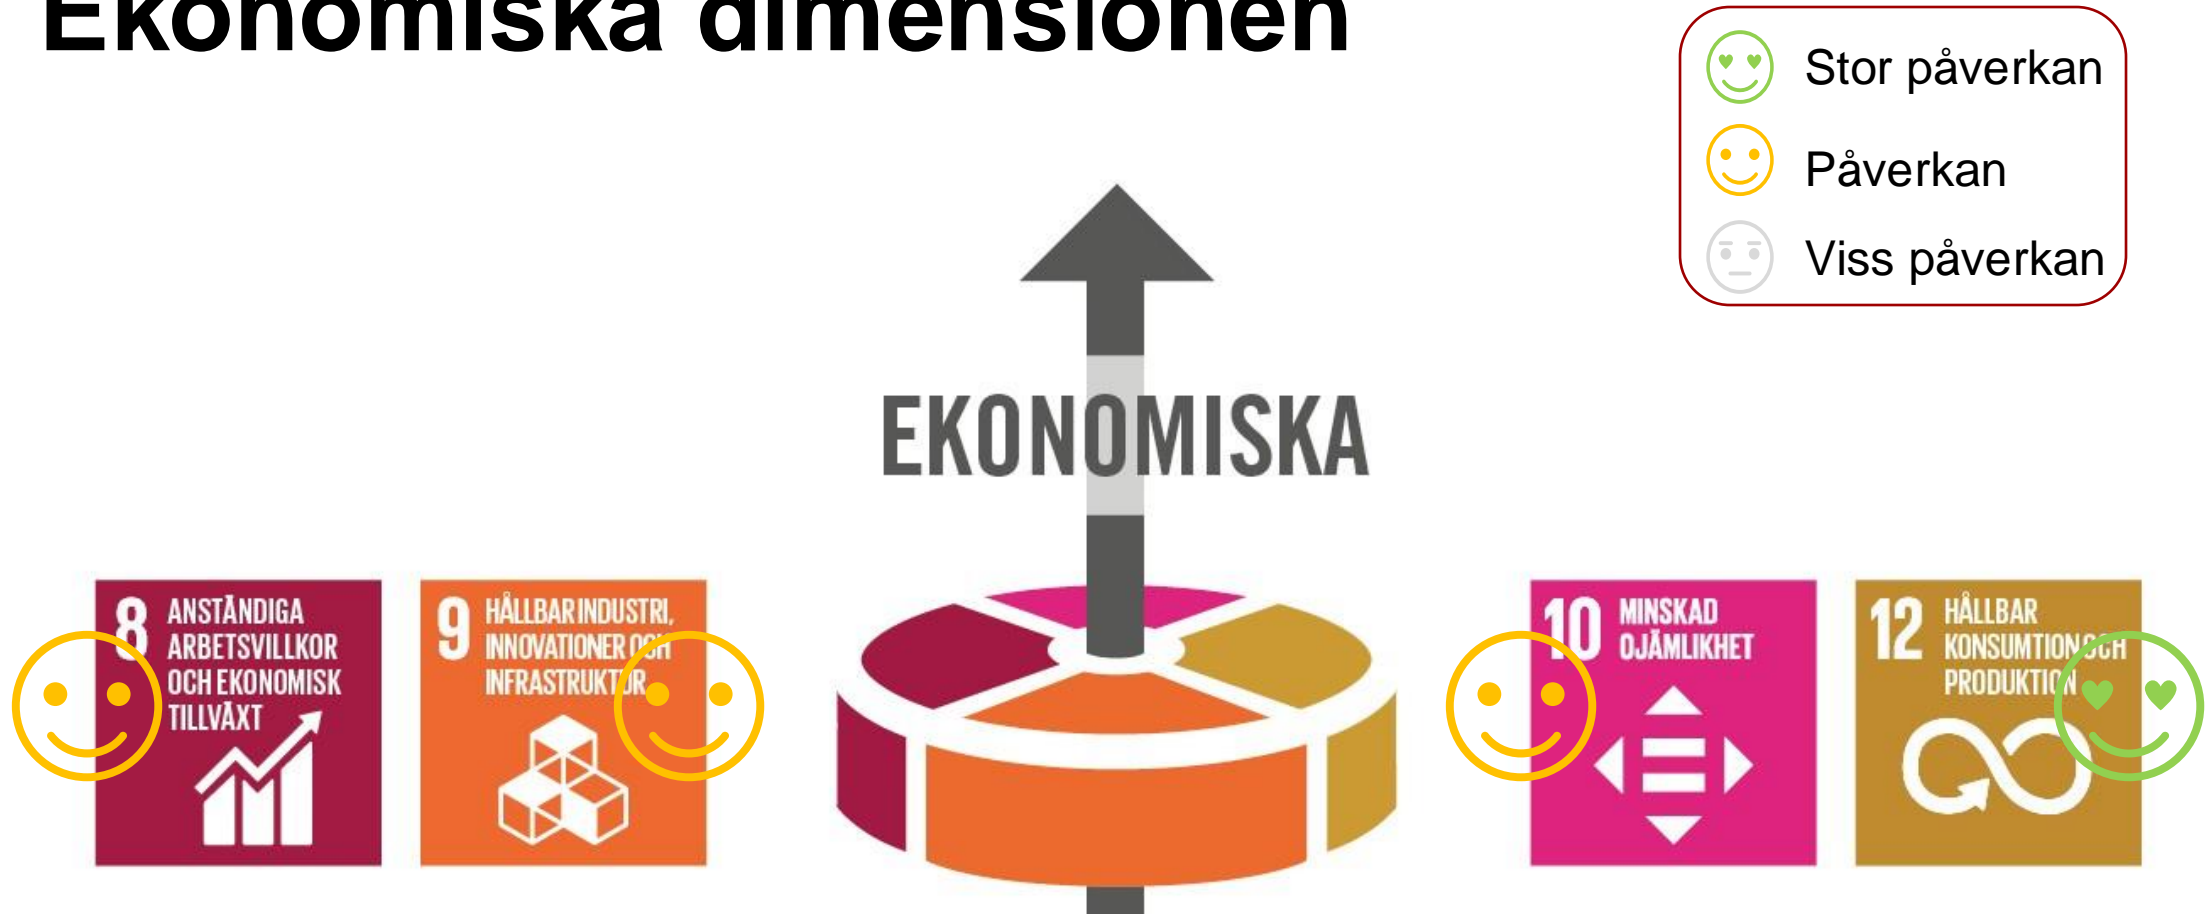 Ekonomiska dimensionen
Stor påverkan
Påverkan
Viss påverkan
EKONOMISKA
8 ANSTÄNDIGA
ARBETSVILLKOR
OCH EKONOMISK
TILLVÄXT
9 HÅLLBAR INDUSTRI,
INNOVATIONER OCH
INFRASTRUKTUR
10 MINSKAD
OJÄMLIKHET
12 HÅLLBAR
KONSUMTION OCH
PRODUKTION